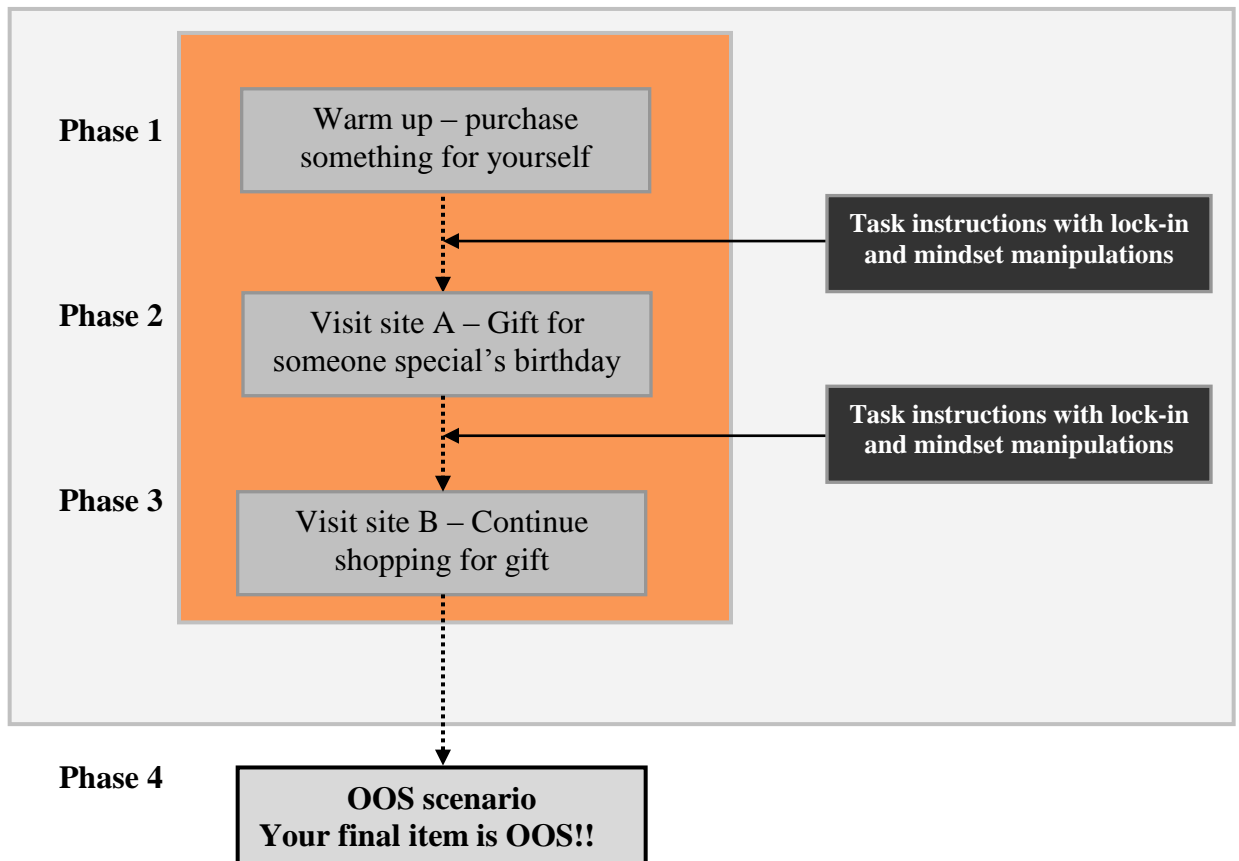 Phase 1
Warm up – purchase
something for yourself
Task instructions with lock-in
and mindset manipulations
Phase 2
Visit site A – Gift for
someone special’s birthday
Task instructions with lock-in
and mindset manipulations
Phase 3
Visit site B – Continue
shopping for gift
Phase 4
OOS scenario
Your final item is OOS!!